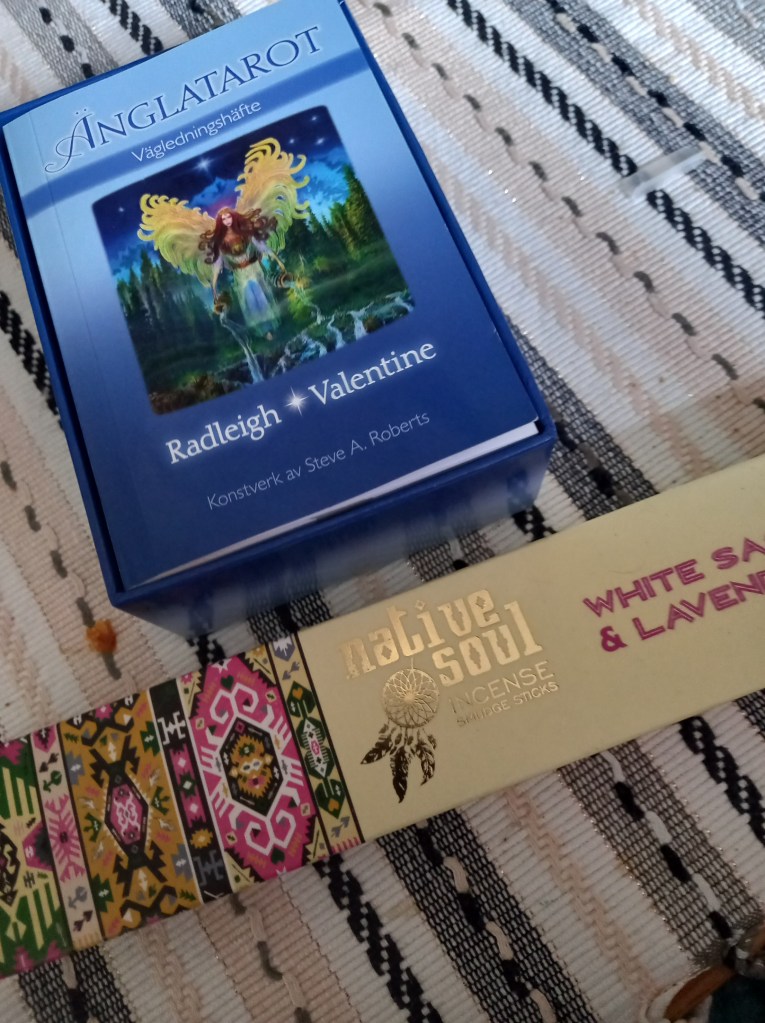 ÄNGLATAROT
Vägledningshäfte
Radleigh Valentine
Konstverk av Steve A. Roberts
native
soul
INCENSE
SMUDGE STICKS
WHITE SA
& LAVEN